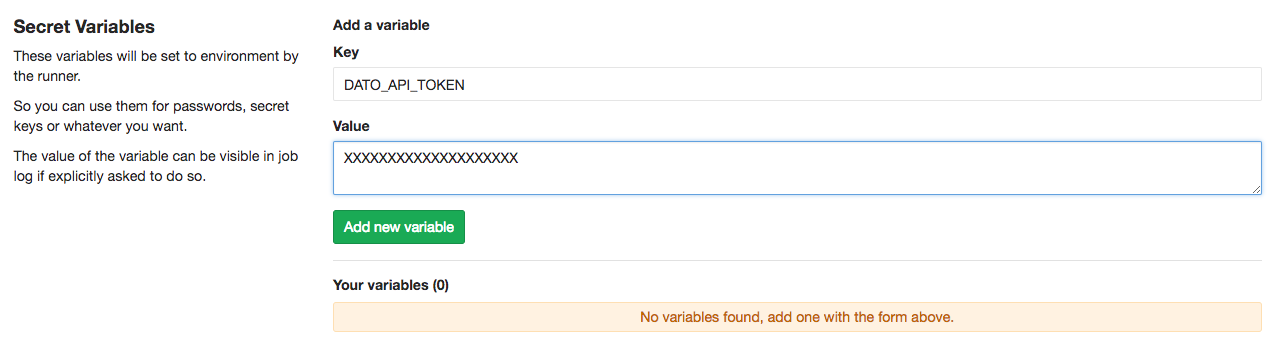 Secret Variables
These variables will be set to environment by
the runner.
So you can use them for passwords, secret
keys or whatever you want.
The value of the variable can be visible in job
log if explicitly asked to do so.
Add a variable
Key
DATO_API_TOKEN
Value
XXXXXXXXXXXXXXXXXXXX
Add new variable
Your variables (0)
No variables found, add one with the form above.